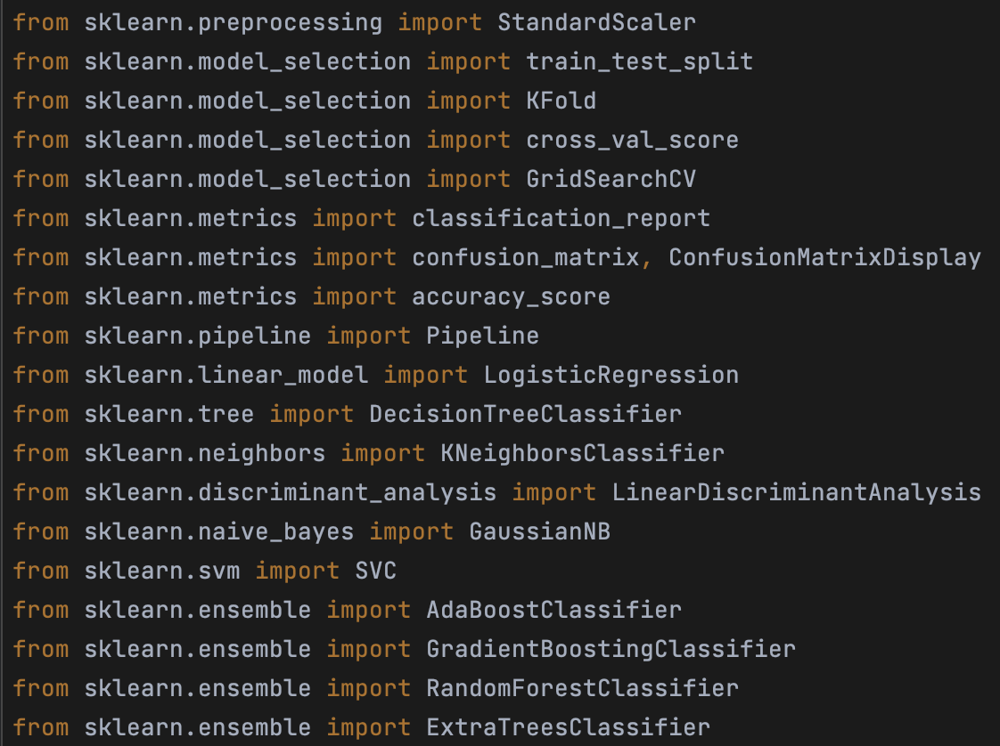 from sklearn.preprocessing import StandardScaler
from sklearn.model_selection import train_test_split
from sklearn.model_selection import KFold
from sklearn.model_selection import cross_val_score
from sklearn.model_selection import GridSearchCV
from sklearn.metrics import classification_report
from sklearn.metrics import confusion_matrix, ConfusionMatrixDisplay
from sklearn.metrics import accuracy_score
from sklearn.pipeline import Pipeline
from sklearn.linear_model import LogisticRegression
from sklearn.tree import DecisionTreeClassifier
from sklearn.neighbors import KNeighborsClassifier
from sklearn.discriminant_analysis import LinearDiscriminantAnalysis
from sklearn.naive_bayes import GaussianNB
from sklearn.svm import SVC
from sklearn.ensemble import AdaBoostClassifier
from sklearn.ensemble import GradientBoostingClassifier
from sklearn.ensemble import RandomForestClassifier
from sklearn.ensemble import ExtraTreesClassifier